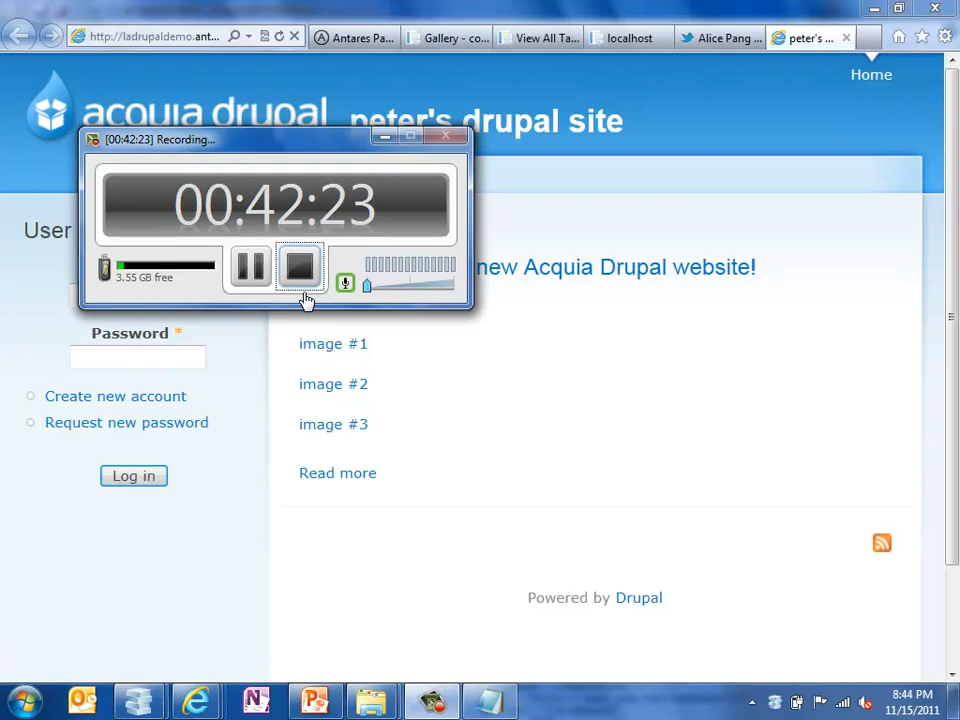 http://ladrupaldemo.ant...
Antares Pa...
Gallery - co...
View All Ta...
localhost
Alice Pang ...
peter's ...
Home
acquia drupal
peter's drupal site
[00:42:23] Recording...
00:42:23
3.55 GB free
User
new Acquia Drupal website!
Password *
Create new account
Request new password
Log in
image #1
image #2
image #3
Read more
Powered by Drupal
8:44 PM
11/15/2011